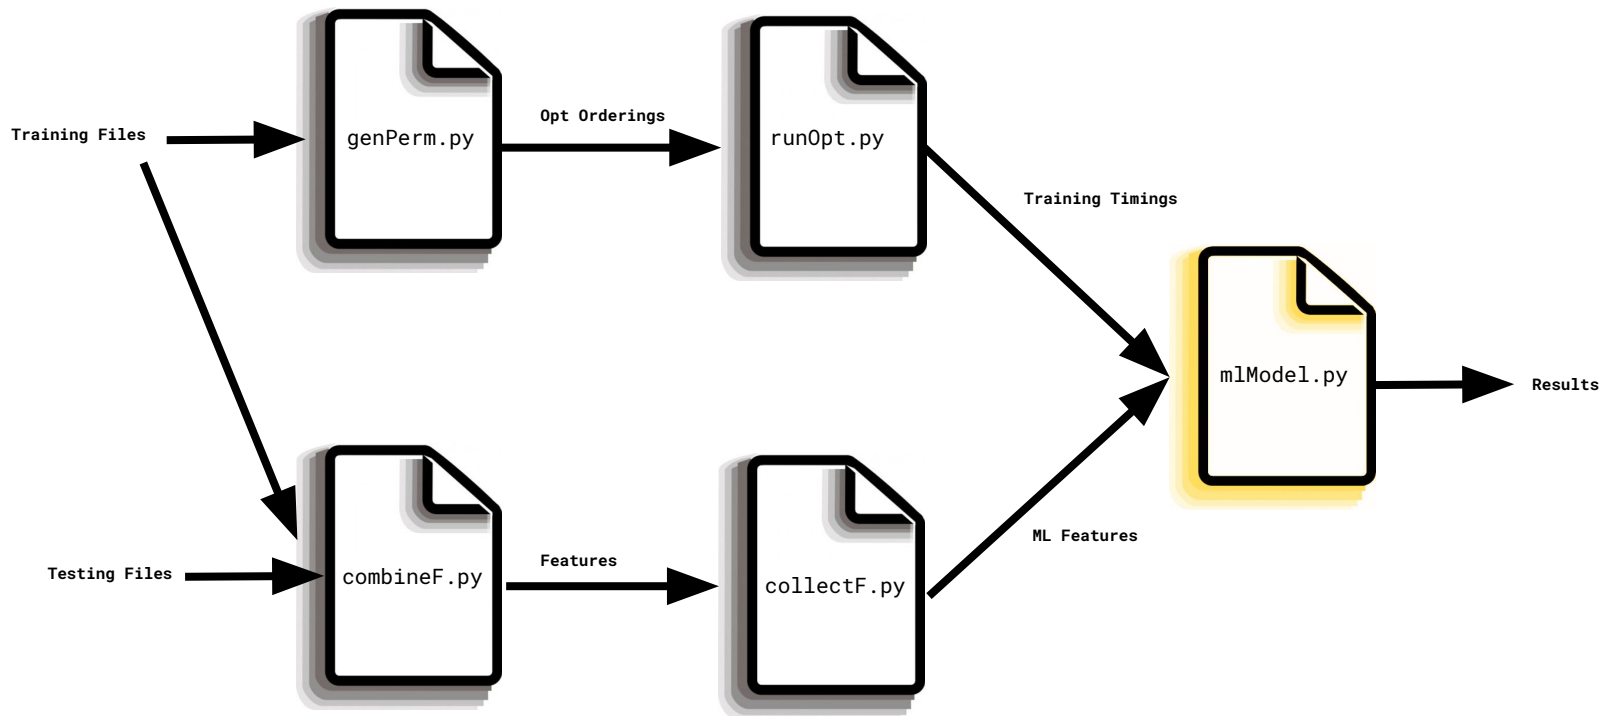 Training Files
genPerm.py
Opt Orderings
runOpt.py
Training Timings
mlModel.py
Results
Testing Files
combineF.py
Features
collectF.py
ML Features